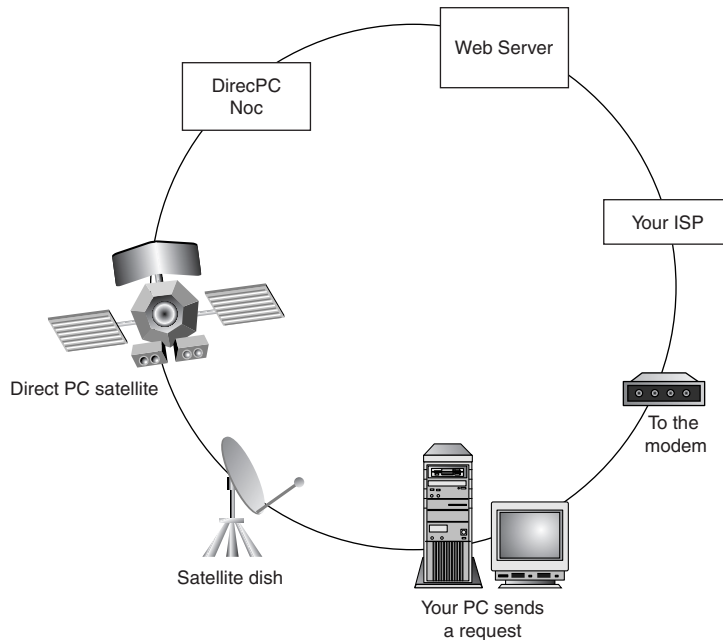 Web Server
DirecPC
Noc
Your ISP
Direct PC satellite
To the
modem
Satellite dish
Your PC sends
a request